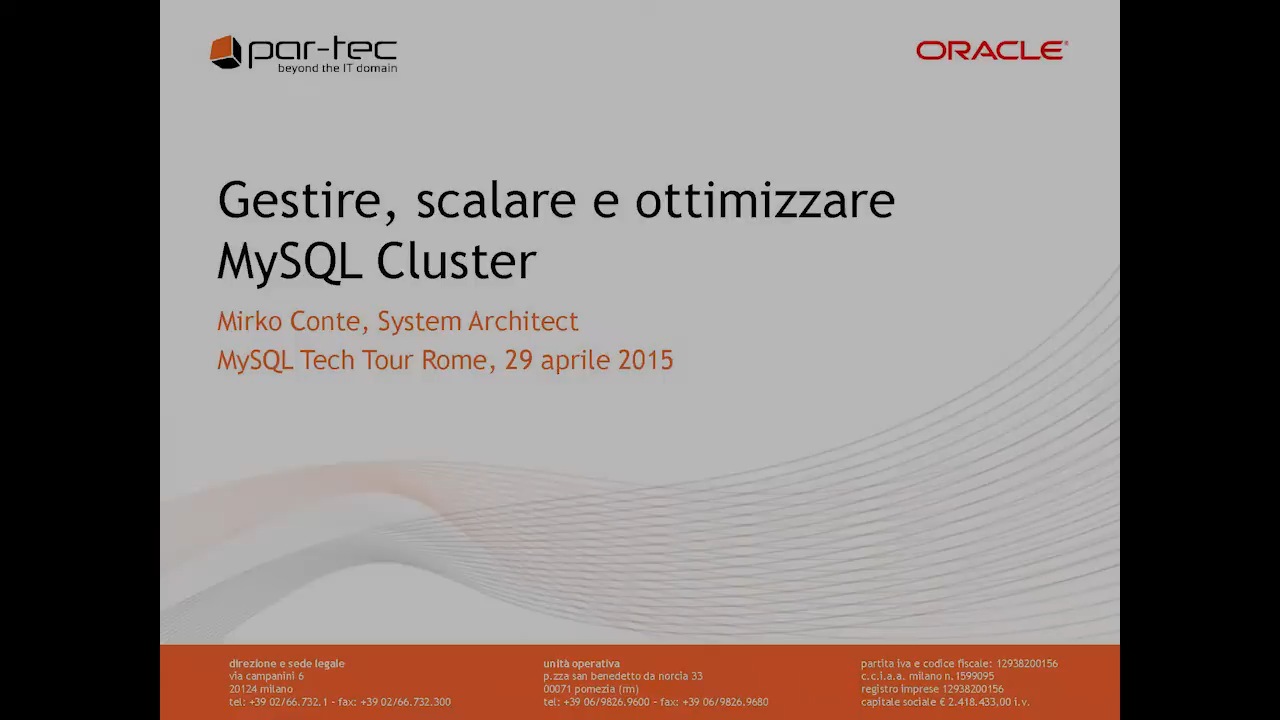 par-tec
beyond the IT domain
ORACLE®
Gestire, scalare e ottimizzare
MySQL Cluster
Mirko Conte, System Architect
MySQL Tech Tour Rome, 29 aprile 2015
direzione e sede legale
via campanini 6
20124 milano
tel: +39 02/66.732.1 – fax: +39 02/66.732.300
unità operativa
p.zza san benedetto da norcia 33
00071 pomezia (rm)
tel: +39 06/9826.9600 – fax: +39 06/9826.9680
partita iva e codice fiscale: 12938200156
c.c.i.a.a. milano n.1599095
registro imprese 12938200156
capitale sociale € 2.418.433,00 i.v.